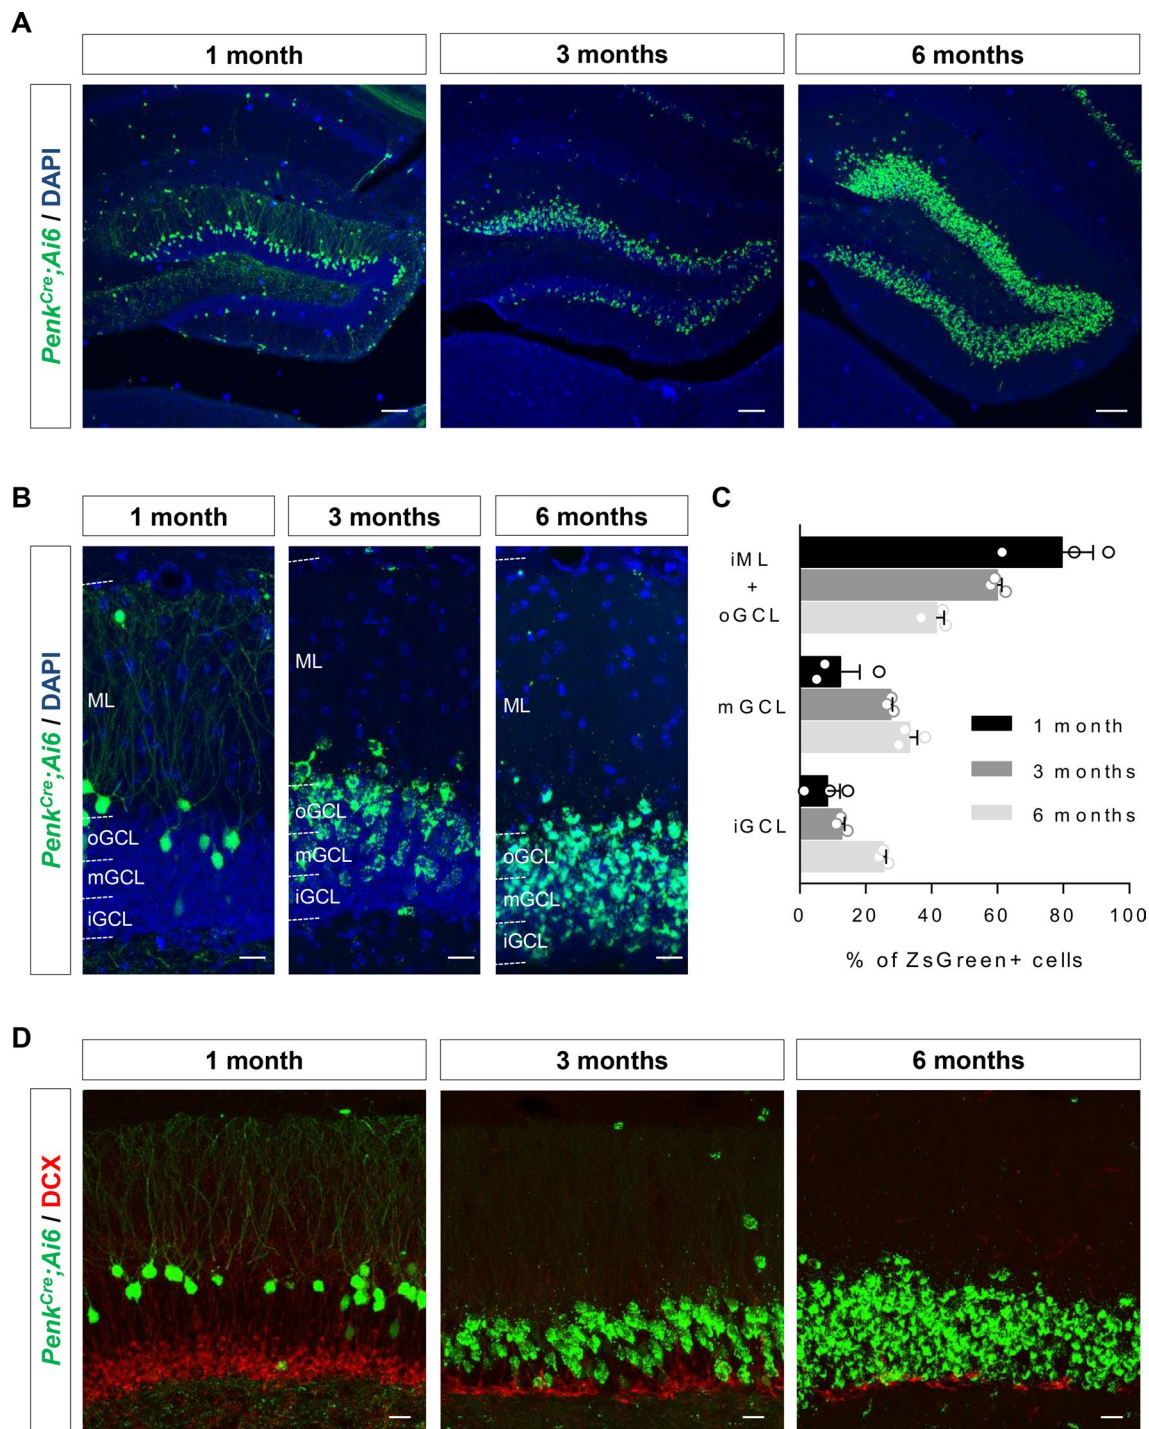 A
1 month
3 months
6 months
PenkCre;Ai6 / DAPI
B
1 month
3 months
6 months
PenkCre;Ai6 / DAPI
ML
oGCL
mGCL
iGCL
ML
oGCL
mGCL
iGCL
ML
oGCL
mGCL
iGCL
C
iML
+
oGCL
mGCL
iGCL
1 month
3 months
6 months
0 20 40 60 80 100
% of ZsGreen+ cells
D
1 month
3 months
6 months
PenkCre;Ai6 / DCX